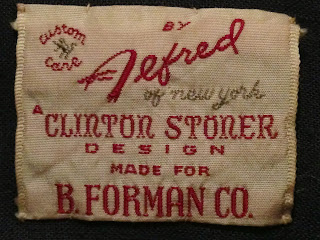 BY
Custom
Care
Alfred
of new york
A
CLINTON STONER
DESIGN
MADE FOR
B. FORMAN CO.